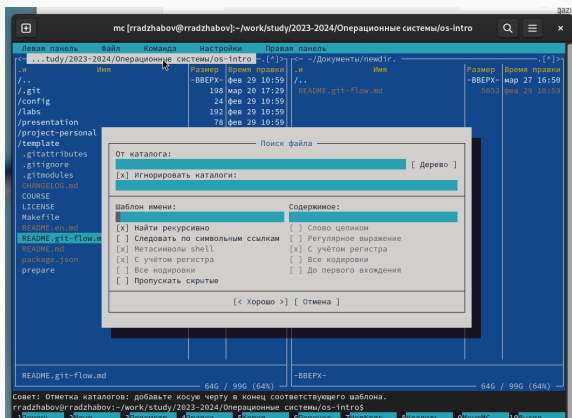 gazi
mc [rradzhabov@rradzhabov]:~/work/study/2023-2024/Операционные системы/os-intro
Левая панель Файл Команда Настройки Правая панель
<— ...tudy/2023-2024/Операционные системы/os-intro —.[^]> <— ~/Документы/newdir. —.[^]>
.и Имя Размер Время правки .и Имя Размер Время правки
/.. -ВВЕРХ- фев 29 10:59 /.. -ВВЕРХ- мар 27 16:50
/.git 198 мар 20 17:29 README.git-flow.md 5653 фев 29 10:59
/config 24 фев 29 10:59
/labs 192 фев 29 10:59
/presentation 78 фев 29 10:59
/project-personal
/template
.gitattributes
.gitignore
.gitmodules
CHANGELOG.md
COURSE
LICENSE
Makefile
README.en.md
README.git-flow.m
README.md
package.json
prepare
Поиск файла
От каталога:
[ Дерево ]
[x] Игнорировать каталоги:
Шаблон имени: Содержимое:
[x] Найти рекурсивно [ ] Слово целиком
[ ] Следовать по символьным ссылкам [ ] Регулярное выражение
[x] Метасимволы shell [x] С учётом регистра
[x] С учётом регистра [ ] Все кодировки
[ ] Все кодировки [ ] До первого вхождения
[ ] Пропускать скрытые
[< Хорошо >] [ Отмена ]
README.git-flow.md -ВВЕРХ-
64G / 99G (64%) 64G / 99G (64%)
Совет: Отметка каталогов: добавьте косую черту в конец соответствующего шаблона.
rradzhabov@rradzhabov:~/work/study/2023-2024/Операционные системы/os-intro$